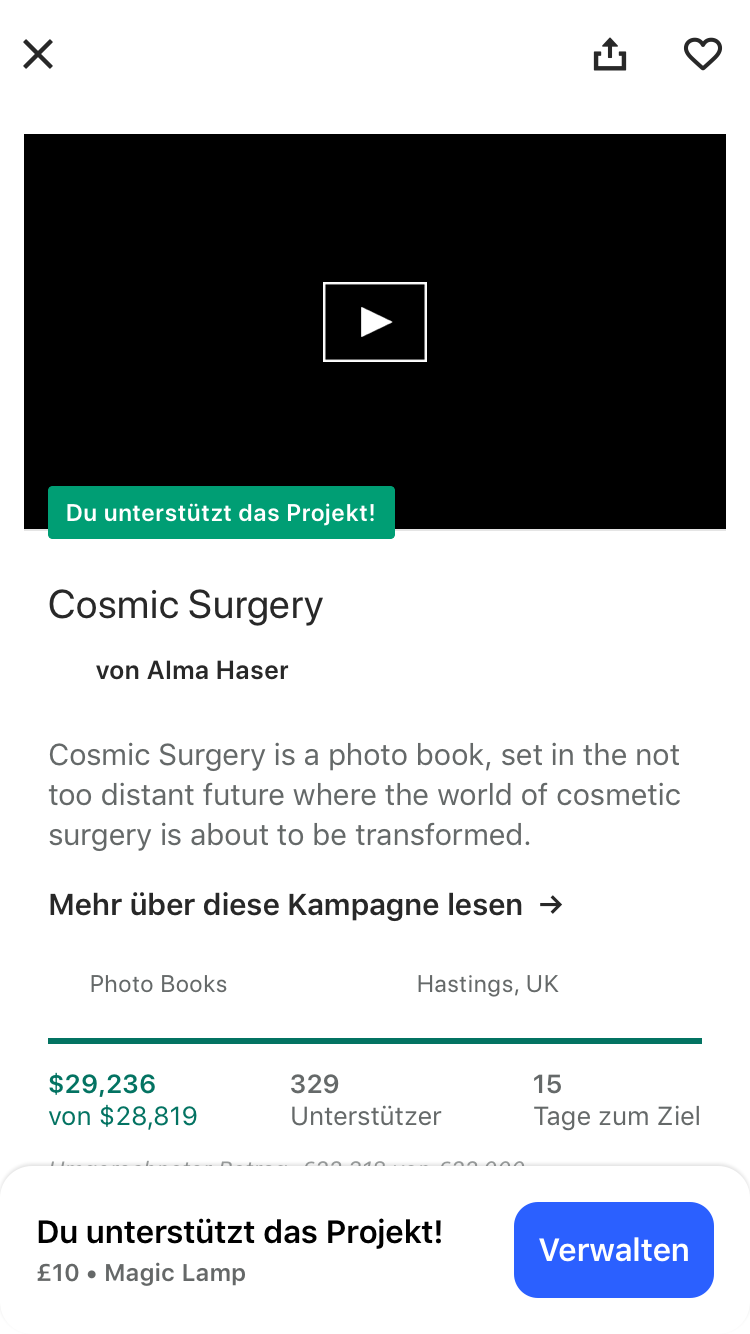 Du unterstützt das Projekt!
Cosmic Surgery
von Alma Haser
Cosmic Surgery is a photo book, set in the not
too distant future where the world of cosmetic
surgery is about to be transformed.
Mehr über diese Kampagne lesen →
Photo Books
Hastings, UK
$29,236
von $28,819
329
Unterstützer
15
Tage zum Ziel
Du unterstützt das Projekt!
£10 • Magic Lamp
Verwalten